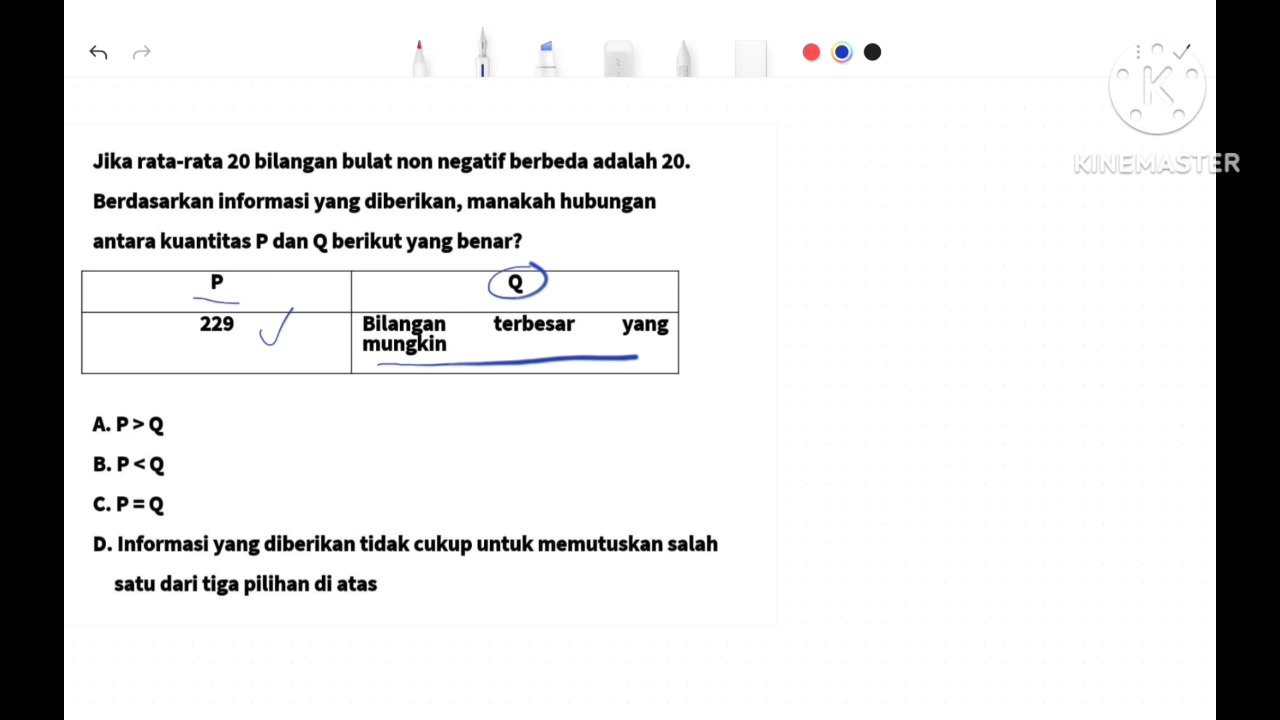 K
KINEMASTER
Jika rata-rata 20 bilangan bulat non negatif berbeda adalah 20.
Berdasarkan informasi yang diberikan, manakah hubungan
antara kuantitas P dan Q berikut yang benar?
P Q
229 Bilangan terbesar yang
mungkin
A. P > Q
B. P < Q
C. P = Q
D. Informasi yang diberikan tidak cukup untuk memutuskan salah
satu dari tiga pilihan di atas